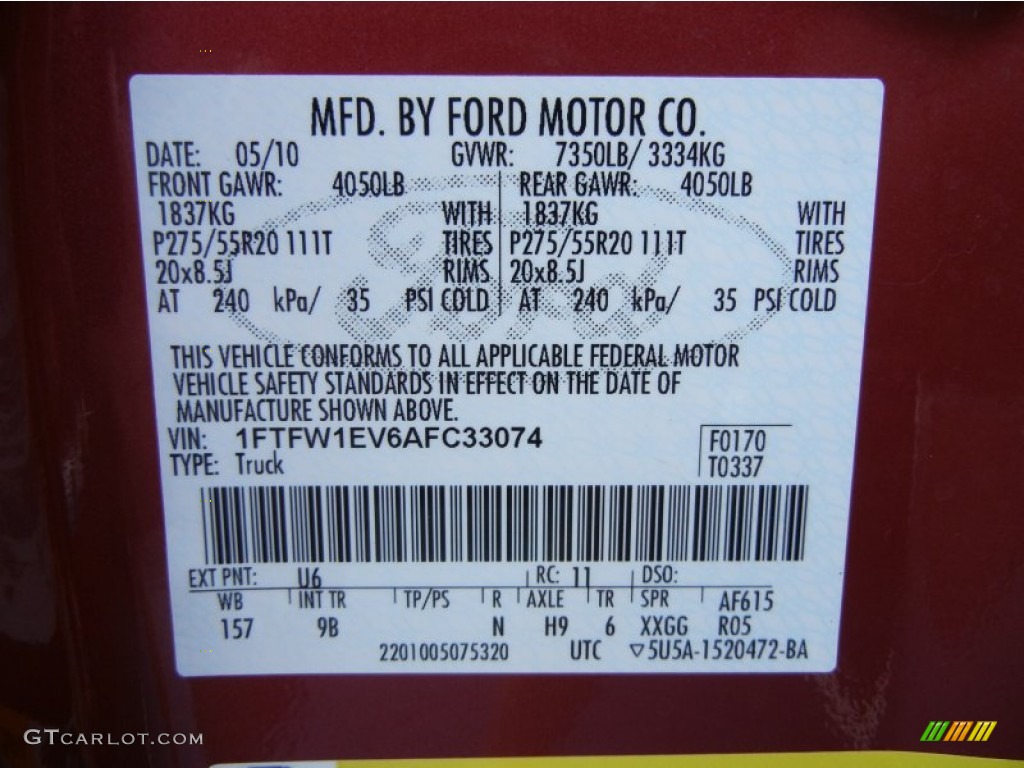 MFD. BY FORD MOTOR CO.
DATE: 05/10 GVWR: 7350LB/ 3334KG
FRONT GAWR: 4050LB REAR GAWR: 4050LB
1837KG WITH 1837KG WITH
P275/55R20 111T TIRES P275/55R20 111T TIRES
20x8.5J RIMS 20x8.5J RIMS
AT 240 kPa/ 35 PSI COLD AT 240 kPa/ 35 PSI COLD
Ford
THIS VEHICLE CONFORMS TO ALL APPLICABLE FEDERAL MOTOR
VEHICLE SAFETY STANDARDS IN EFFECT ON THE DATE OF
MANUFACTURE SHOWN ABOVE.
VIN: 1FTFW1EV6AFC33074 F0170
TYPE: Truck T0337
EXT PNT: U6 RC: 11 DSO:
WB INT TR TP/PS R AXLE TR SPR AF615
157 9B N H9 6 XXGG R05
2201005075320 UTC ▽5U5A-1520472-BA
GTCARLOT.COM